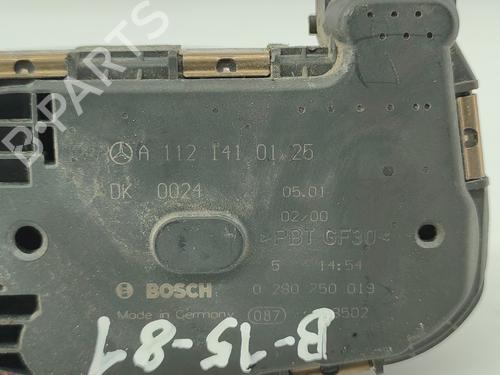 B-PARTS
A 112 141 01 25
DK 0024
05.01
02/00
>PBT GF30<
5 14:54
BOSCH
0 280 750 019
Made in Germany
087
B-15-81